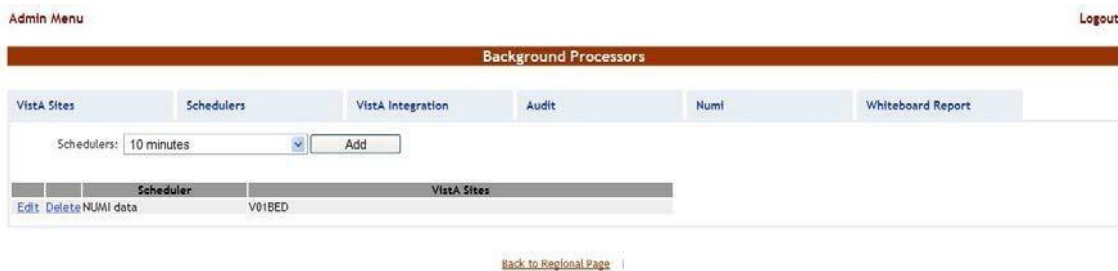 Admin Menu Logout
Background Processors
VistA Sites Schedulers VistA Integration Audit Numi Whiteboard Report
Schedulers: 10 minutes Add
Scheduler VistA Sites
Edit Delete NUMI data V01BED
Back to Regional Page |